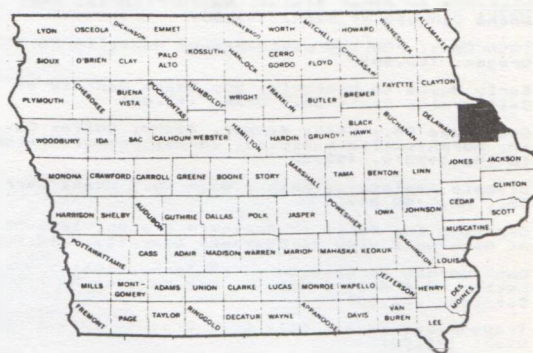 LYON OSCEOLA DICKINSON EMMET WINNEBAGO WORTH MITCHELL HOWARD WINNESHIEK ALLAMAKEE
SIOUX O'BRIEN CLAY PALO ALTO KOSSUTH HANCOCK CERRO GORDO FLOYD CHICKASAW
PLYMOUTH CHEROKEE BUENA VISTA POCAHONTAS HUMBOLDT WRIGHT FRANKLIN BUTLER BREMER FAYETTE CLAYTON
WOODBURY IDA SAC CALHOUN WEBSTER HAMILTON HARDIN GRUNDY BLACK HAWK BUCHANAN DELAWARE
MONONA CRAWFORD CARROLL GREENE BOONE STORY MARSHALL TAMA BENTON LINN JONES JACKSON
CLINTON
HARRISON SHELBY AUDUBON GUTHRIE DALLAS POLK JASPER POWESHIEK IOWA JOHNSON CEDAR
SCOTT
MUSCATINE
POTTAWATTAMIE CASS ADAIR MADISON WARREN MARION MAHASKA KEOKUK WASHINGTON LOUISA
MILLS MONT-GOMERY ADAMS UNION CLARKE LUCAS MONROE WAPELLO JEFFERSON HENRY DES MOINES
FREMONT PAGE TAYLOR RINGGOLD DECATUR WAYNE APPANOOSE DAVIS VAN BUREN LEE